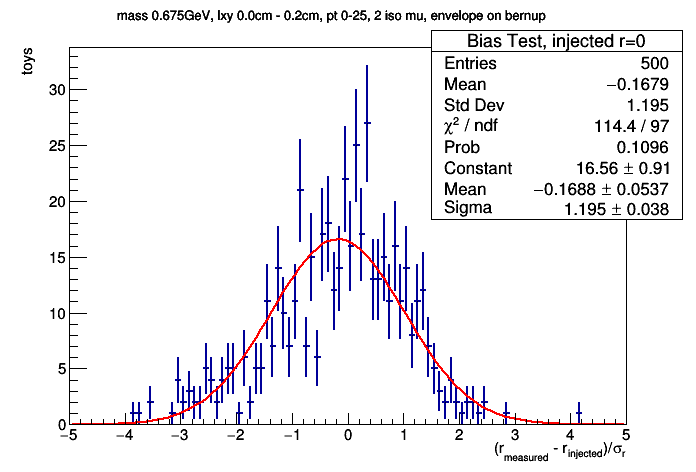 mass 0.675GeV, lxy 0.0cm - 0.2cm, pt 0-25, 2 iso mu, envelope on bernup
Bias Test, injected r=0
Entries 500
Mean −0.1679
Std Dev 1.195
χ² / ndf 114.4 / 97
Prob 0.1096
Constant 16.56 ± 0.91
Mean −0.1688 ± 0.0537
Sigma 1.195 ± 0.038
toys
30
25
20
15
10
5
0
−5 −4 −3 −2 −1 0 1 2 3 4 5
(r_measured - r_injected)/σ_r